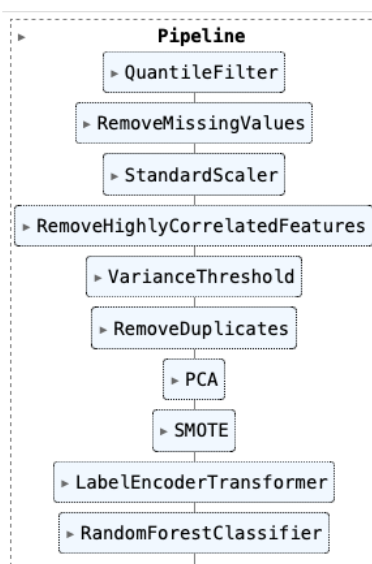 Pipeline
QuantileFilter
RemoveMissingValues
StandardScaler
RemoveHighlyCorrelatedFeatures
VarianceThreshold
RemoveDuplicates
PCA
SMOTE
LabelEncoderTransformer
RandomForestClassifier